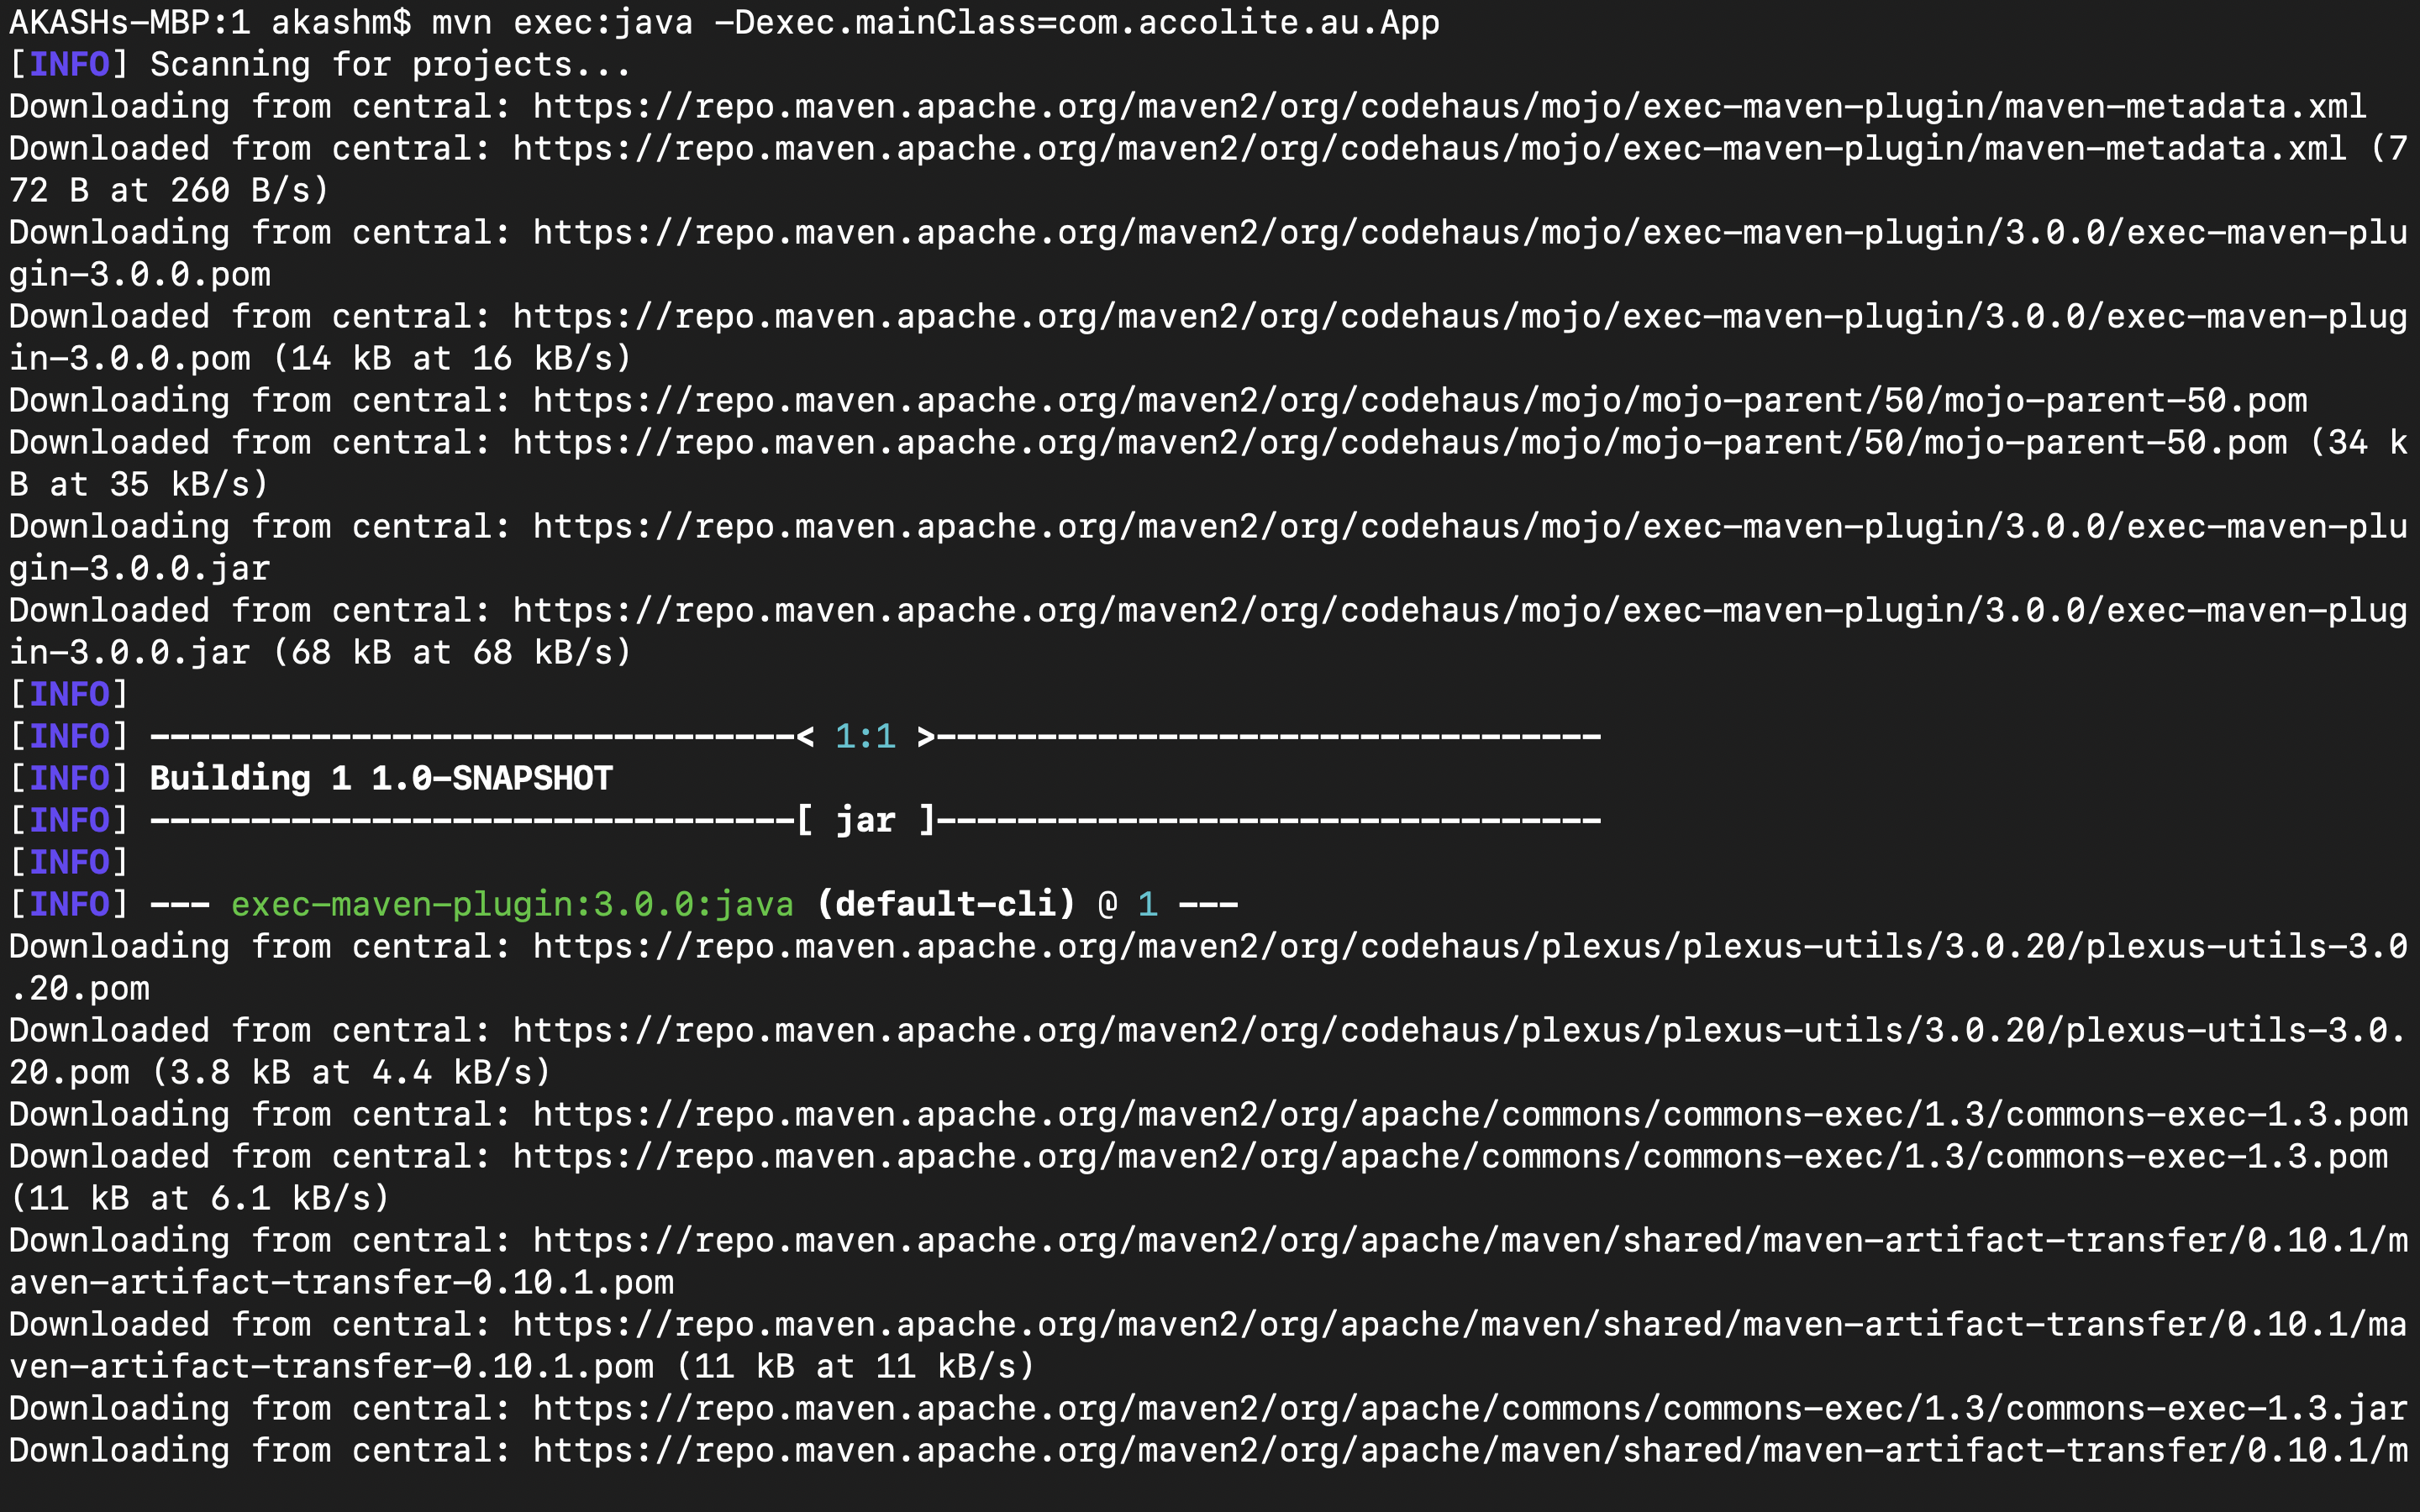 AKASHs-MBP:1 akashm$ mvn exec:java -Dexec.mainClass=com.accolite.au.App
[INFO] Scanning for projects...
Downloading from central: https://repo.maven.apache.org/maven2/org/codehaus/mojo/exec-maven-plugin/maven-metadata.xml
Downloaded from central: https://repo.maven.apache.org/maven2/org/codehaus/mojo/exec-maven-plugin/maven-metadata.xml (7
72 B at 260 B/s)
Downloading from central: https://repo.maven.apache.org/maven2/org/codehaus/mojo/exec-maven-plugin/3.0.0/exec-maven-plu
gin-3.0.0.pom
Downloaded from central: https://repo.maven.apache.org/maven2/org/codehaus/mojo/exec-maven-plugin/3.0.0/exec-maven-plug
in-3.0.0.pom (14 kB at 16 kB/s)
Downloading from central: https://repo.maven.apache.org/maven2/org/codehaus/mojo/mojo-parent/50/mojo-parent-50.pom
Downloaded from central: https://repo.maven.apache.org/maven2/org/codehaus/mojo/mojo-parent/50/mojo-parent-50.pom (34 k
B at 35 kB/s)
Downloading from central: https://repo.maven.apache.org/maven2/org/codehaus/mojo/exec-maven-plugin/3.0.0/exec-maven-plu
gin-3.0.0.jar
Downloaded from central: https://repo.maven.apache.org/maven2/org/codehaus/mojo/exec-maven-plugin/3.0.0/exec-maven-plug
in-3.0.0.jar (68 kB at 68 kB/s)
[INFO]
[INFO] --------------------------------< 1:1 >---------------------------------
[INFO] Building 1 1.0-SNAPSHOT
[INFO] --------------------------------[ jar ]---------------------------------
[INFO]
[INFO] --- exec-maven-plugin:3.0.0:java (default-cli) @ 1 ---
Downloading from central: https://repo.maven.apache.org/maven2/org/codehaus/plexus/plexus-utils/3.0.20/plexus-utils-3.0
.20.pom
Downloaded from central: https://repo.maven.apache.org/maven2/org/codehaus/plexus/plexus-utils/3.0.20/plexus-utils-3.0.
20.pom (3.8 kB at 4.4 kB/s)
Downloading from central: https://repo.maven.apache.org/maven2/org/apache/commons/commons-exec/1.3/commons-exec-1.3.pom
Downloaded from central: https://repo.maven.apache.org/maven2/org/apache/commons/commons-exec/1.3/commons-exec-1.3.pom
(11 kB at 6.1 kB/s)
Downloading from central: https://repo.maven.apache.org/maven2/org/apache/maven/shared/maven-artifact-transfer/0.10.1/m
aven-artifact-transfer-0.10.1.pom
Downloaded from central: https://repo.maven.apache.org/maven2/org/apache/maven/shared/maven-artifact-transfer/0.10.1/ma
ven-artifact-transfer-0.10.1.pom (11 kB at 11 kB/s)
Downloading from central: https://repo.maven.apache.org/maven2/org/apache/commons/commons-exec/1.3/commons-exec-1.3.jar
Downloading from central: https://repo.maven.apache.org/maven2/org/apache/maven/shared/maven-artifact-transfer/0.10.1/m